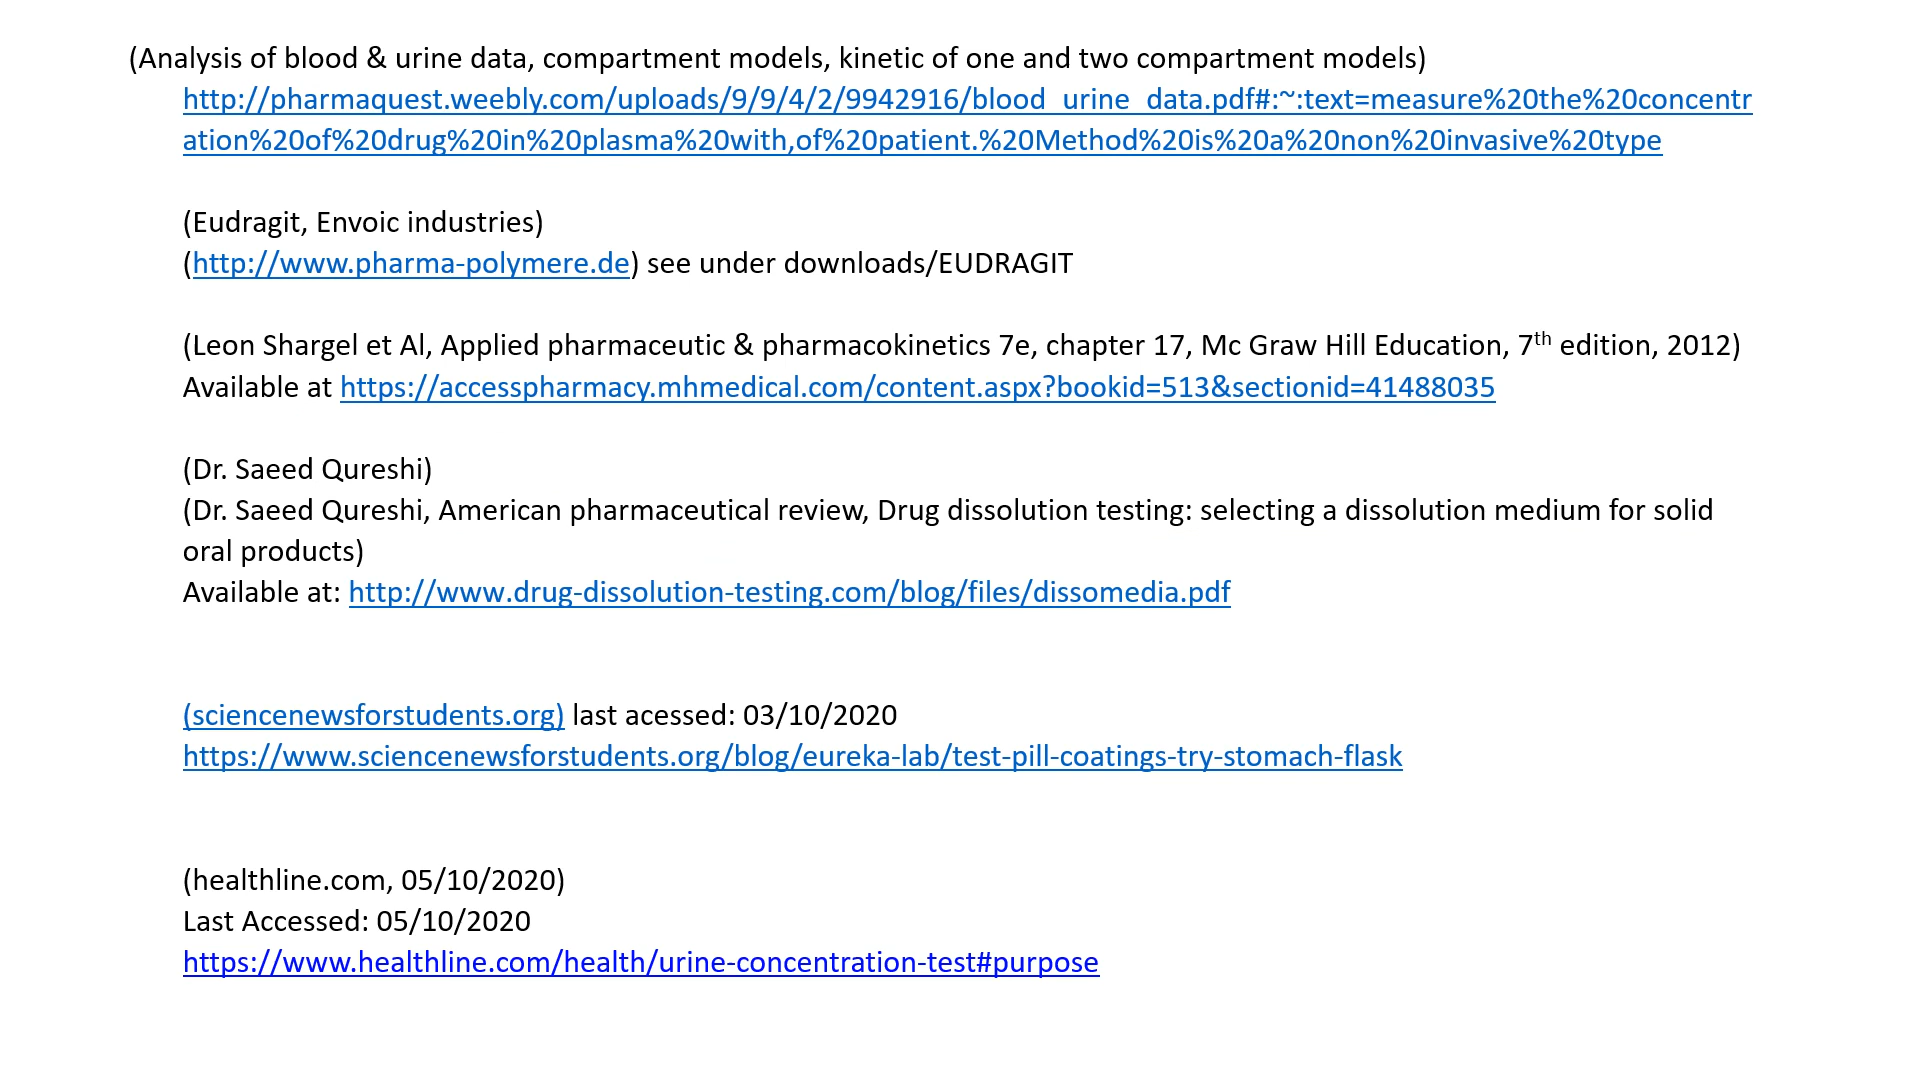 (Analysis of blood & urine data, compartment models, kinetic of one and two compartment models)
http://pharmaquest.weebly.com/uploads/9/9/4/2/9942916/blood_urine_data.pdf#:~:text=measure%20the%20concentr
ation%20of%20drug%20in%20plasma%20with,of%20patient.%20Method%20is%20a%20non%20invasive%20type
(Eudragit, Envoic industries)
(http://www.pharma-polymere.de) see under downloads/EUDRAGIT
(Leon Shargel et Al, Applied pharmaceutic & pharmacokinetics 7e, chapter 17, Mc Graw Hill Education, 7th edition, 2012)
Available at https://accesspharmacy.mhmedical.com/content.aspx?bookid=513&sectionid=41488035
(Dr. Saeed Qureshi)
(Dr. Saeed Qureshi, American pharmaceutical review, Drug dissolution testing: selecting a dissolution medium for solid
oral products)
Available at: http://www.drug-dissolution-testing.com/blog/files/dissomedia.pdf
(sciencenewsforstudents.org) last acessed: 03/10/2020
https://www.sciencenewsforstudents.org/blog/eureka-lab/test-pill-coatings-try-stomach-flask
(healthline.com, 05/10/2020)
Last Accessed: 05/10/2020
https://www.healthline.com/health/urine-concentration-test#purpose